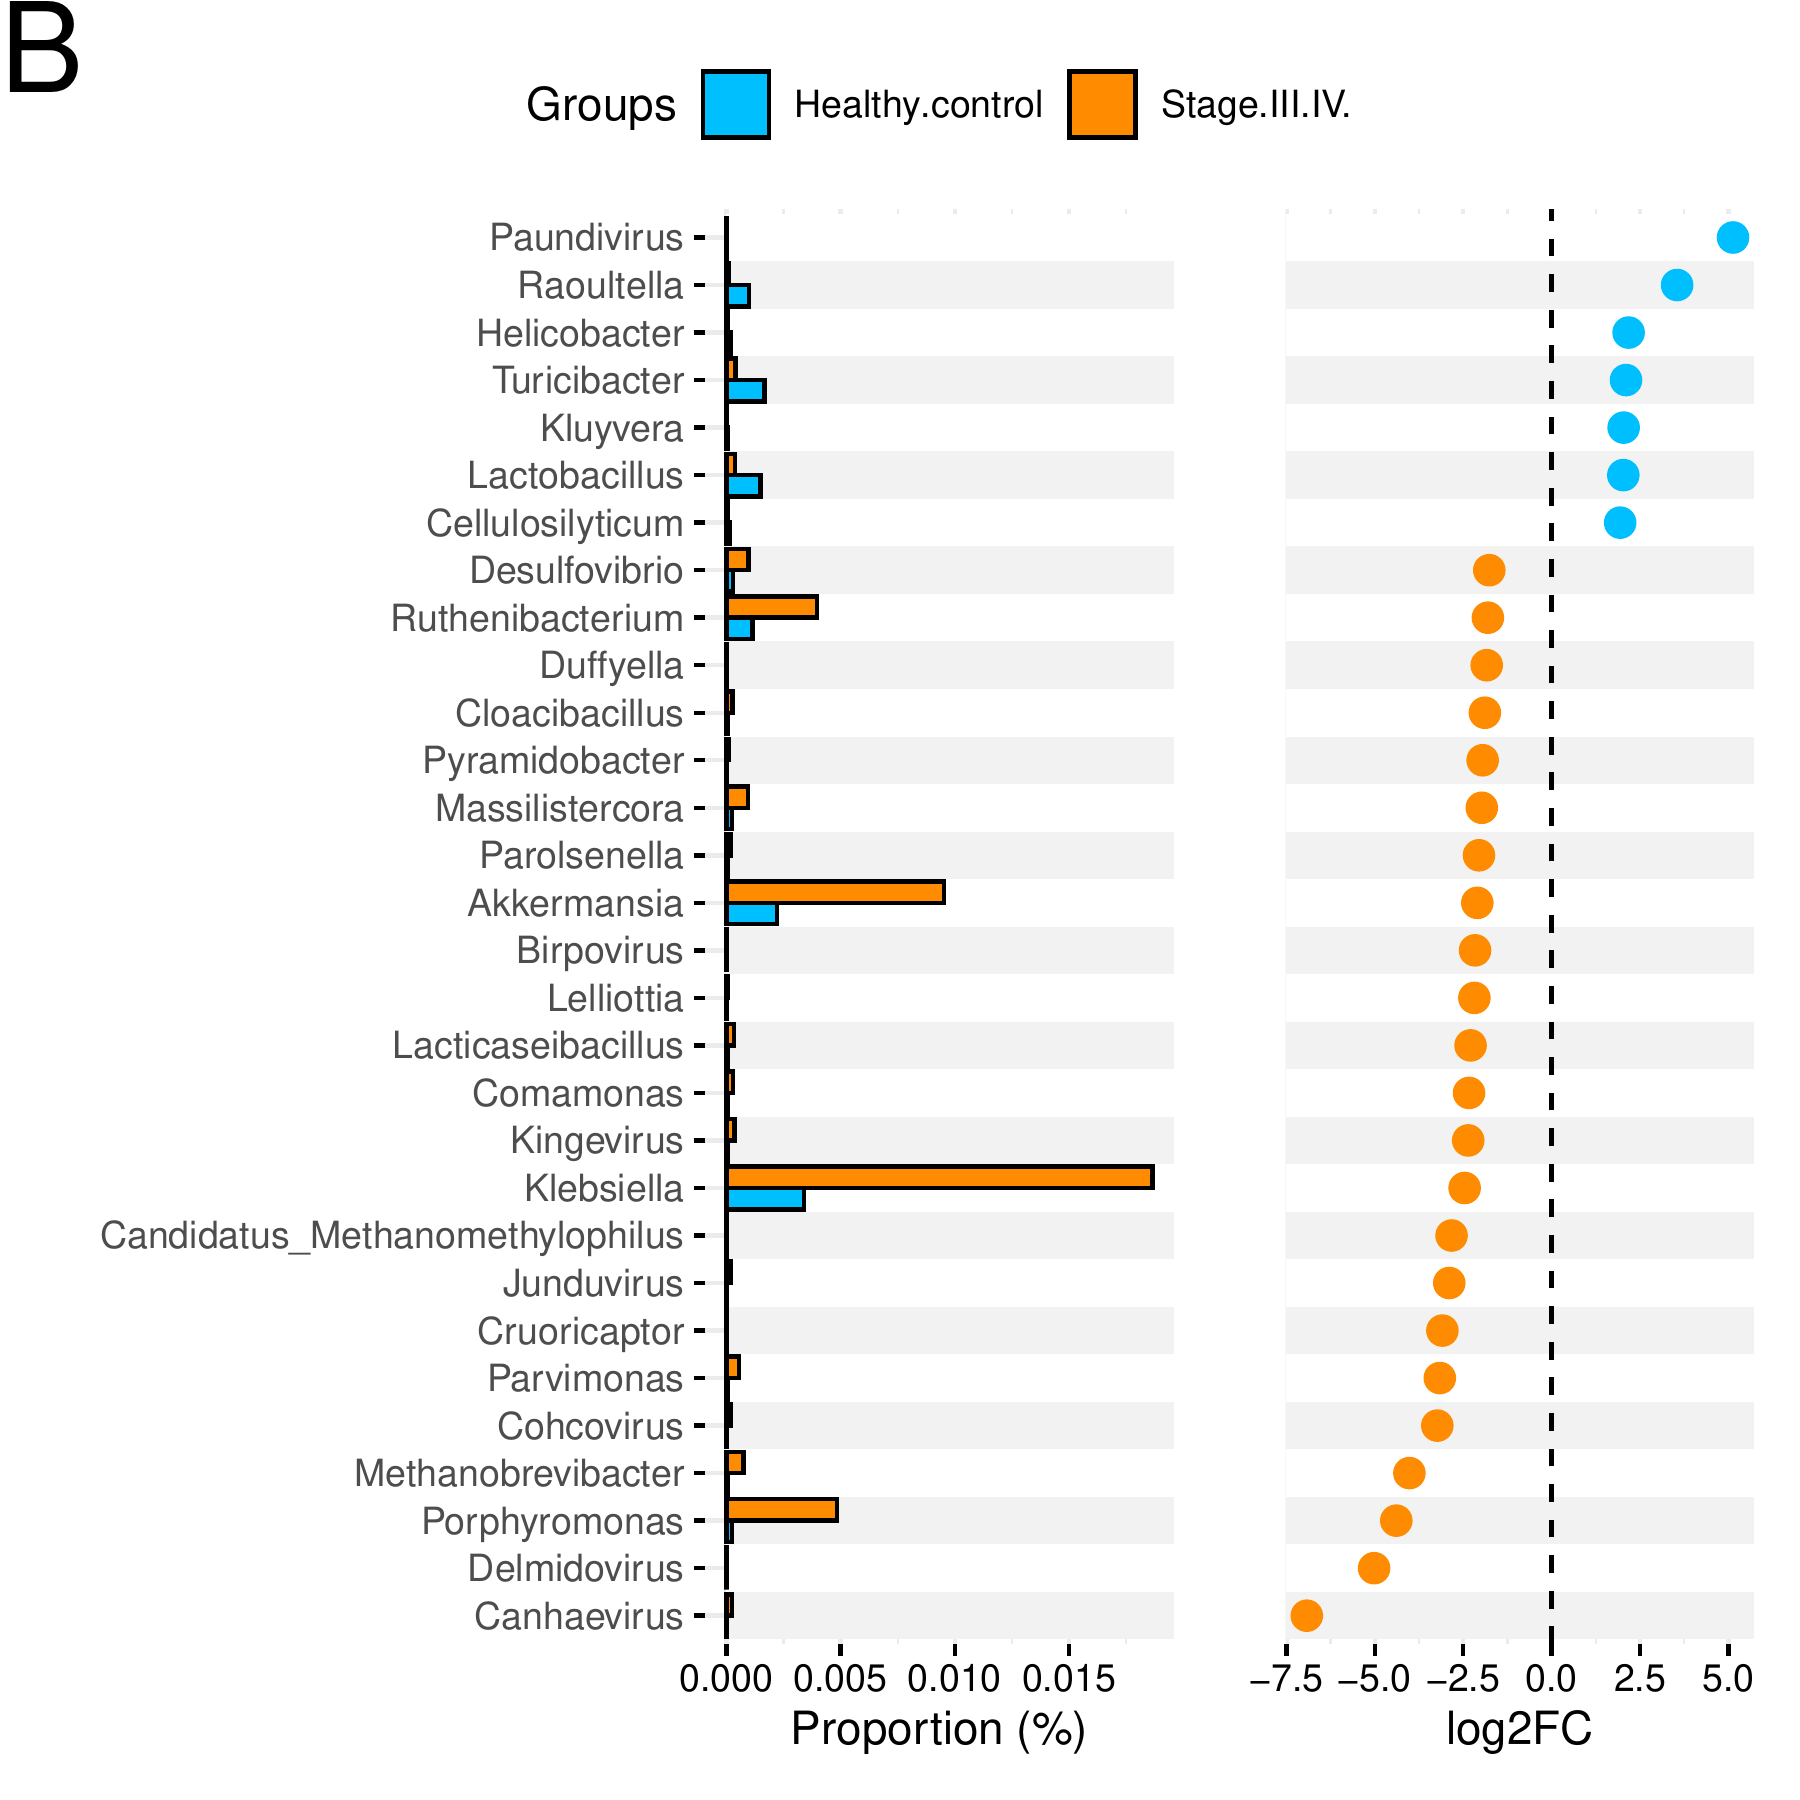 B
Groups Healthy.control Stage.III.IV.
Paundivirus
Raoultella
Helicobacter
Turicibacter
Kluyvera
Lactobacillus
Cellulosilyticum
Desulfovibrio
Ruthenibacterium
Duffyella
Cloacibacillus
Pyramidobacter
Massilistercora
Parolsenella
Akkermansia
Birpovirus
Lelliottia
Lacticaseibacillus
Comamonas
Kingevirus
Klebsiella
Candidatus_Methanomethylophilus
Junduvirus
Cruoricaptor
Parvimonas
Cohcovirus
Methanobrevibacter
Porphyromonas
Delmidovirus
Canhaevirus
0.000 0.005 0.010 0.015
Proportion (%)
−7.5 −5.0 −2.5 0.0 2.5 5.0
log2FC